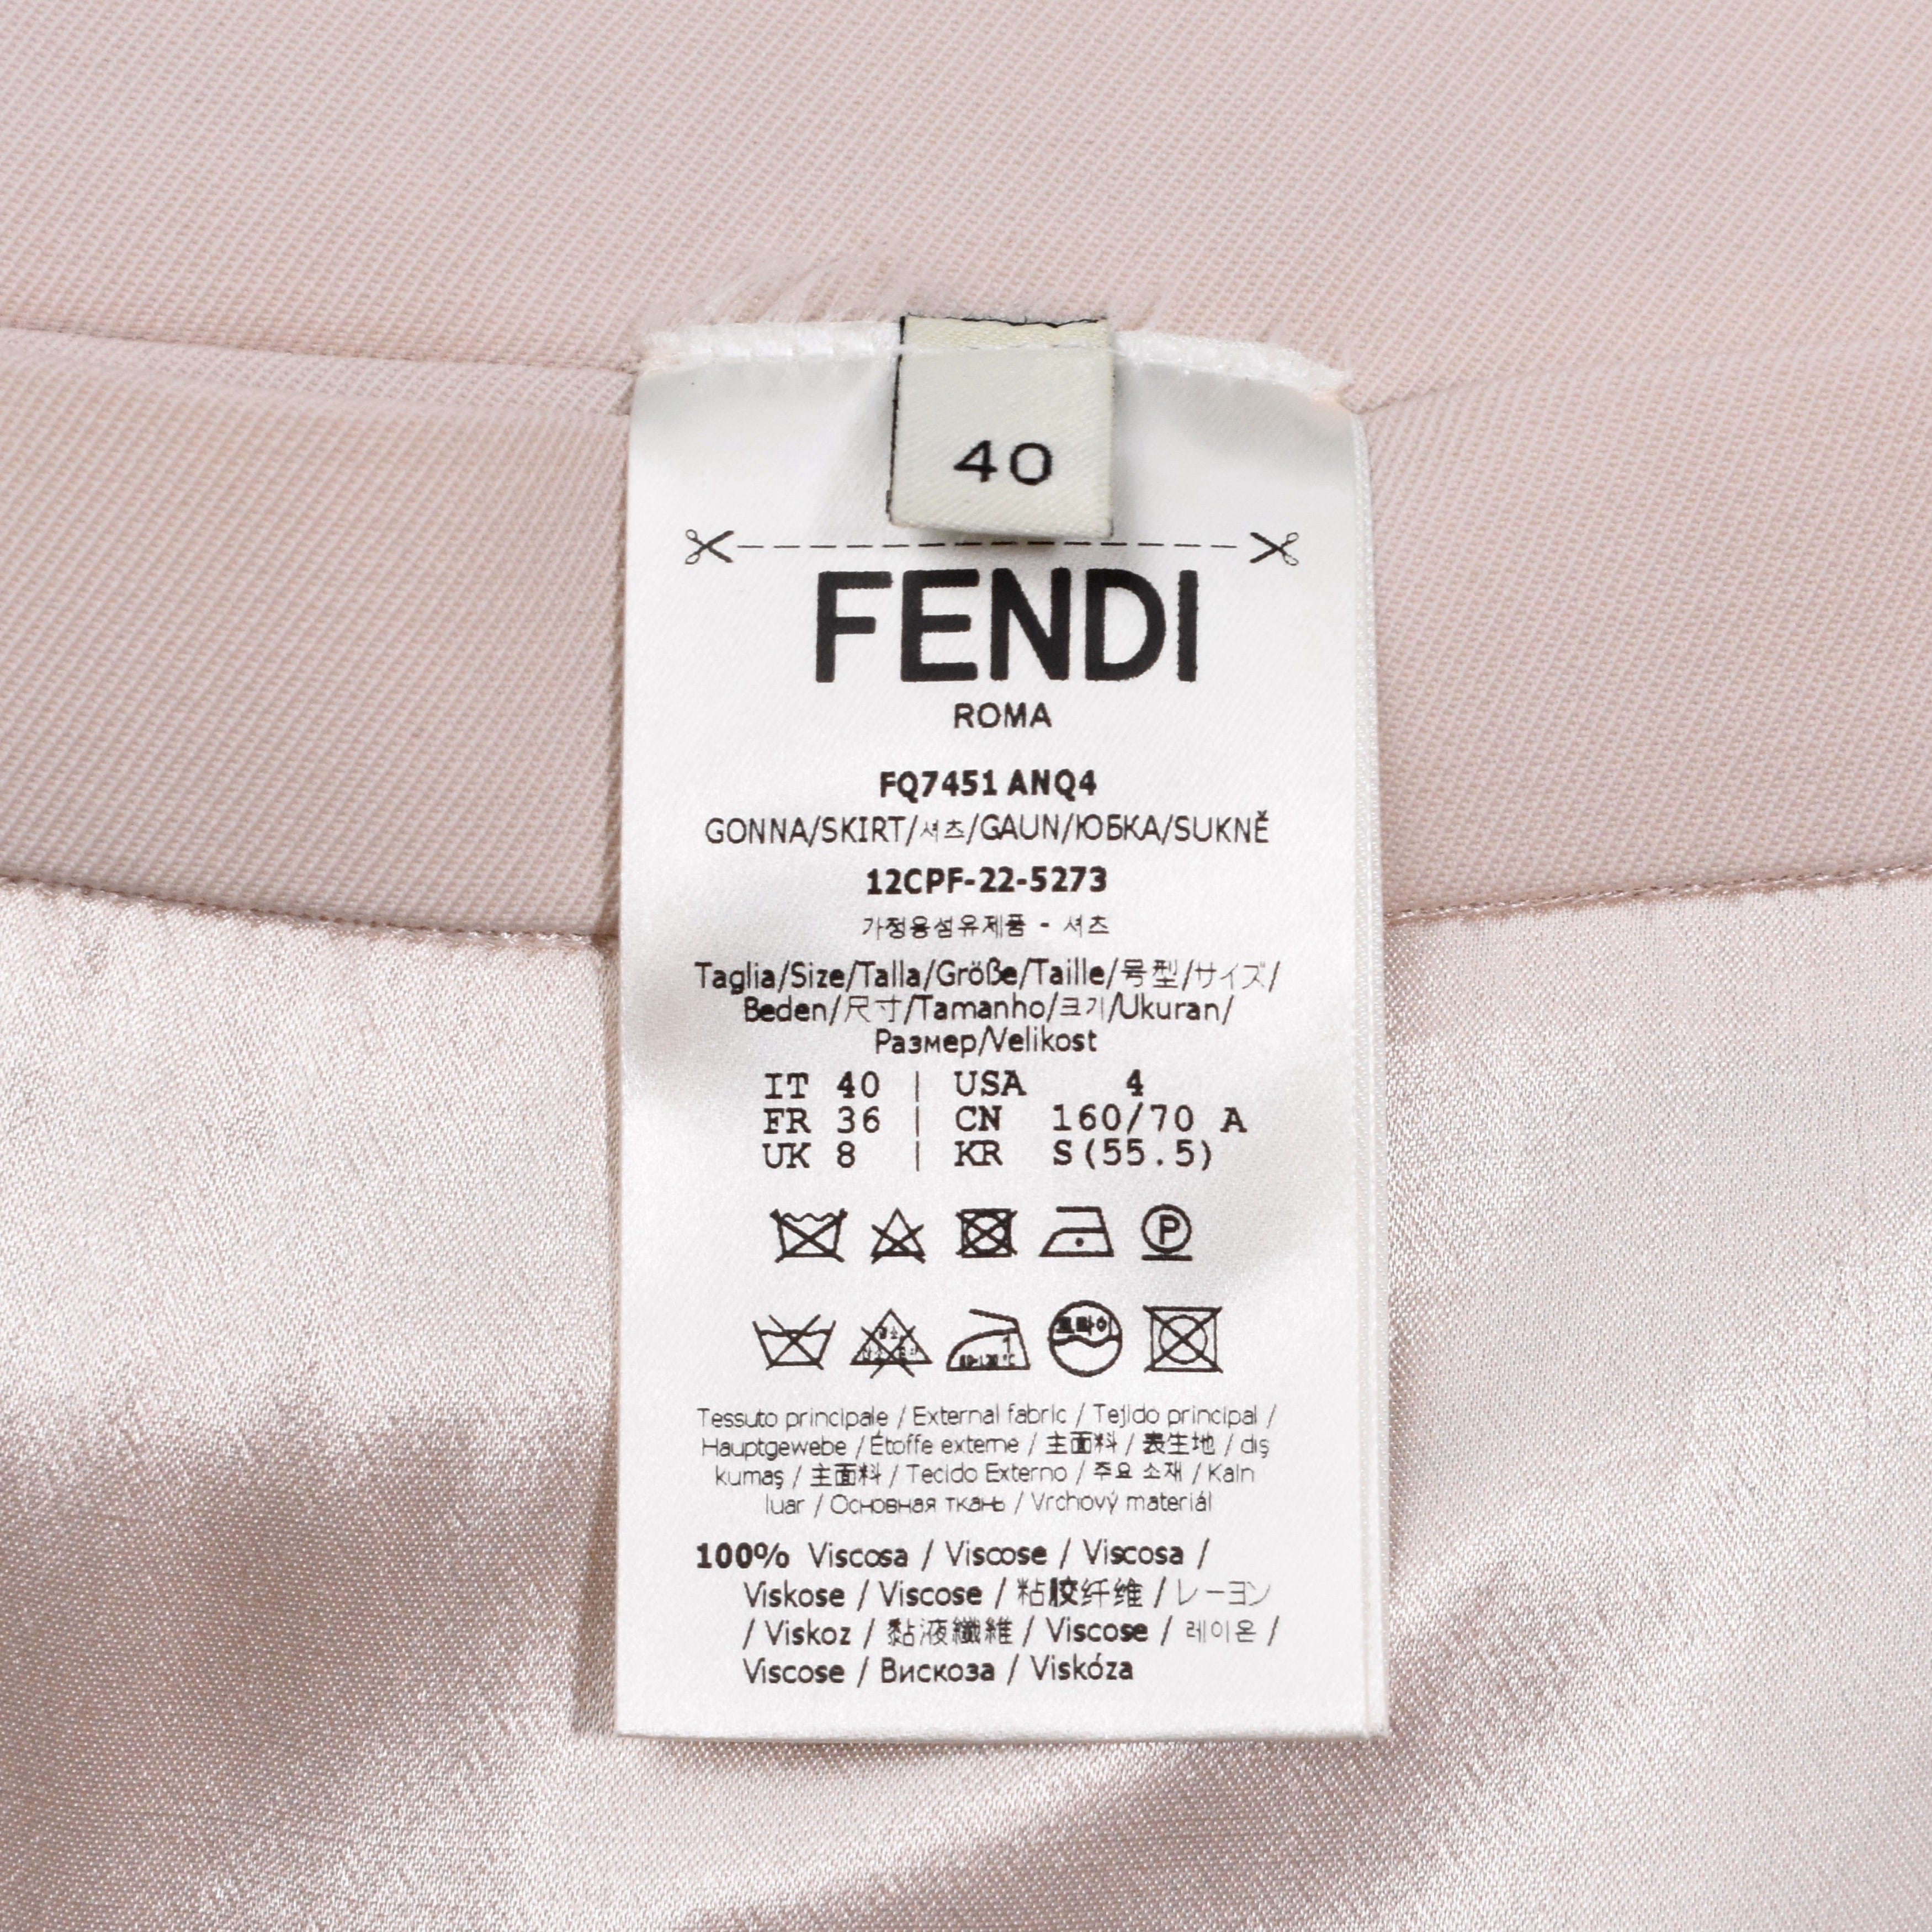 40
FENDI
ROMA
FQ7451 ANQ4
GONNA/SKIRT/셔츠/GAUN/ЮБКА/SUKNĚ
12CPF-22-5273
가정용섬유제품 - 셔츠
Taglia/Size/Talla/Größe/Taille/号型/サイズ/
Beden/尺寸/Tamanho/크기/Ukuran/
Размер/Velikost
IT 40 | USA 4
FR 36 | CN 160/70 A
UK 8 | KR S(55.5)
P
드라이
Tessuto principale / External fabric / Tejido principal /
Hauptgewebe / Étoffe externe / 主面料 / 表生地 / dış
kumaş / 主面料 / Tecido Externo / 주요 소재 / Kain
luar / Основная ткань / Vrchový materiál
100% Viscosa / Viscose / Viscosa /
Viskose / Viscose / 粘胶纤维 / レーヨン
/ Viskoz / 黏液纖維 / Viscose / 레이온 /
Viscose / Вискоза / Viskóza